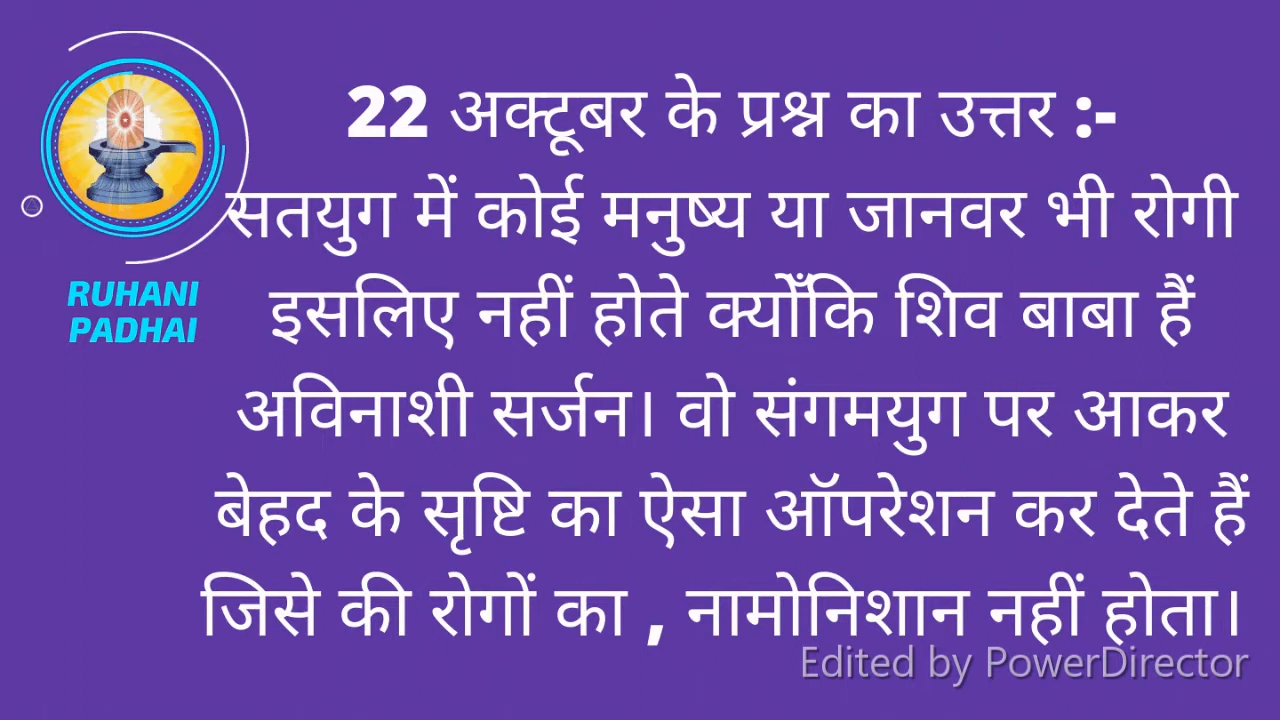 22 अक्टूबर के प्रश्न का उत्तर :-
सतयुग में कोई मनुष्य या जानवर भी रोगी
इसलिए नहीं होते क्योंँकि शिव बाबा हैं
अविनाशी सर्जन। वो संगमयुग पर आकर
बेहद के सृष्टि का ऐसा ऑपरेशन कर देते हैं
जिसे की रोगों का , नामोनिशान नहीं होता।
RUHANI
PADHAI
Edited by PowerDirector